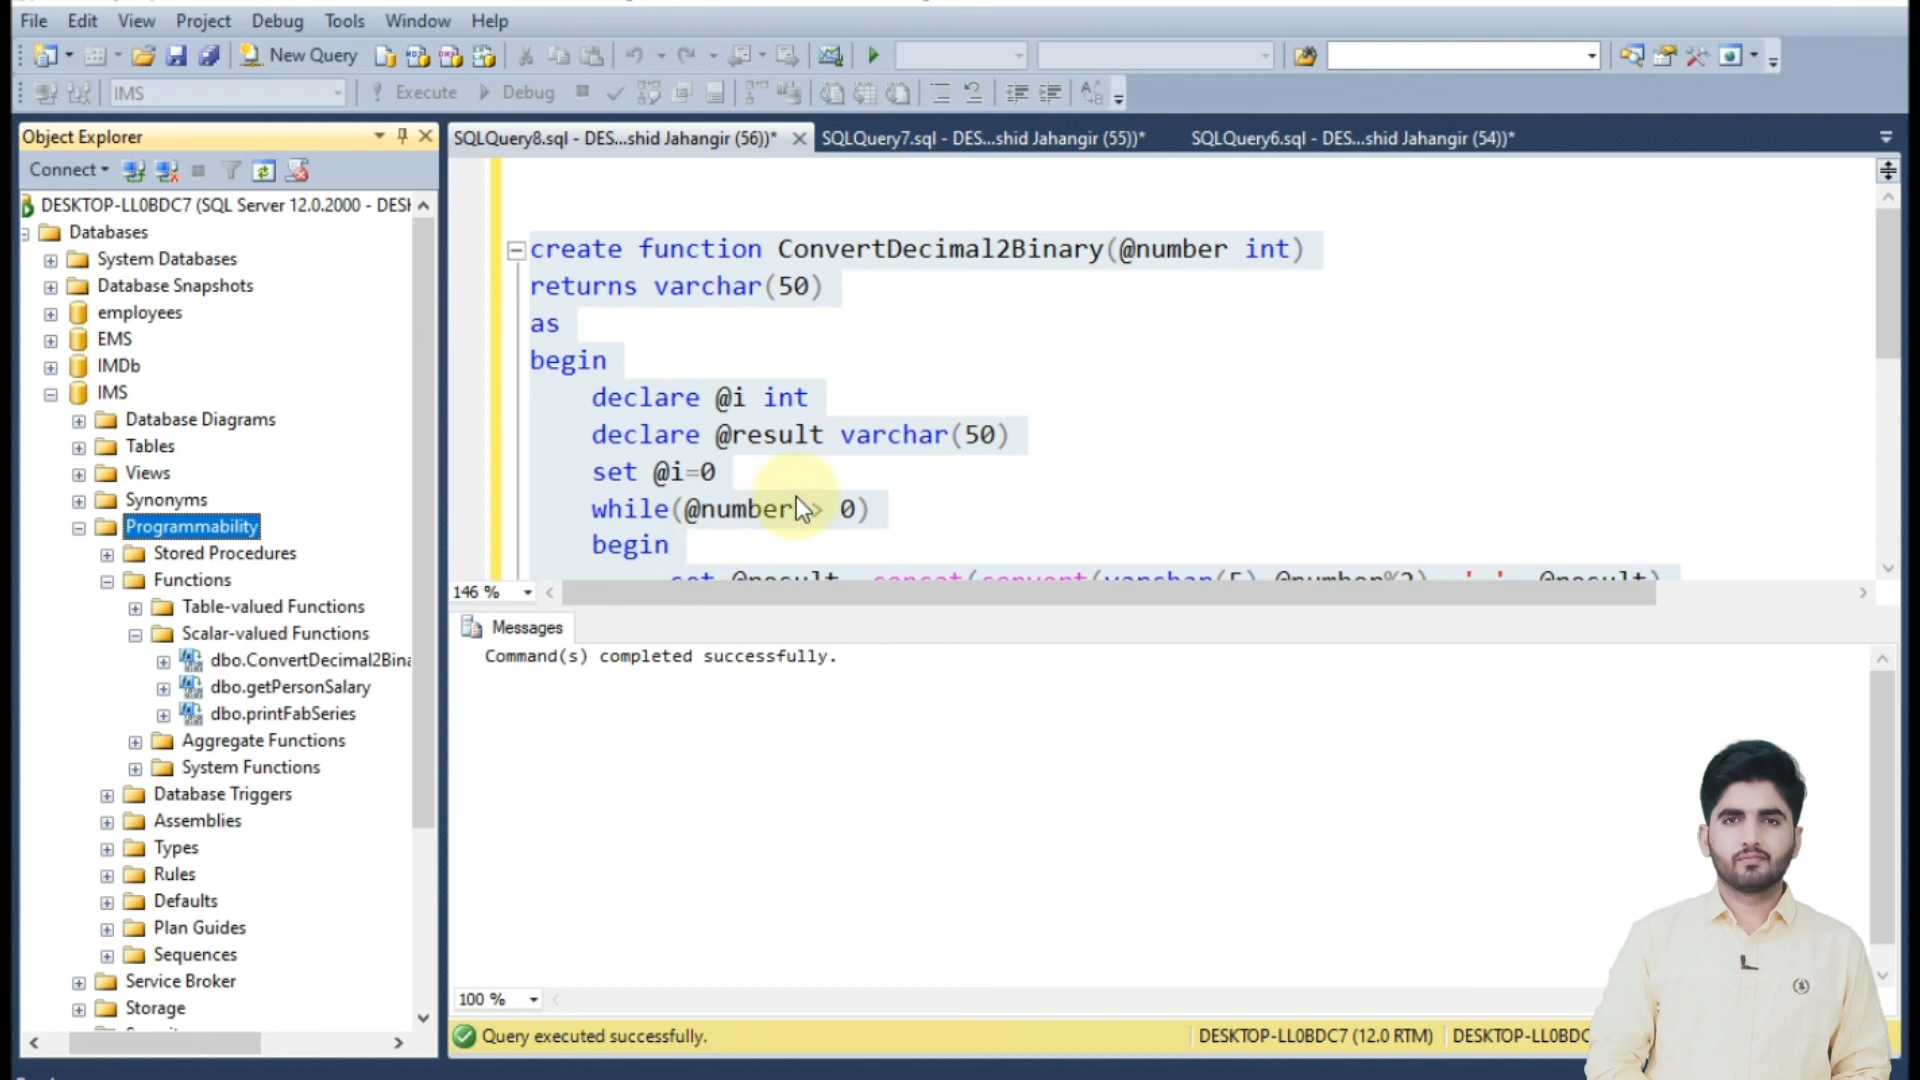 File Edit View Project Debug Tools Window Help
New Query
IMS Execute Debug
Object Explorer
SQLQuery8.sql - DES...shid Jahangir (56))* SQLQuery7.sql - DES...shid Jahangir (55))* SQLQuery6.sql - DES...shid Jahangir (54))*
Connect
DESKTOP-LL0BDC7 (SQL Server 12.0.2000 - DESK
Databases
System Databases
Database Snapshots
employees
EMS
IMDb
IMS
Database Diagrams
Tables
Views
Synonyms
Programmability
Stored Procedures
Functions
Table-valued Functions
Scalar-valued Functions
dbo.ConvertDecimal2Bina
dbo.getPersonSalary
dbo.printFabSeries
Aggregate Functions
System Functions
Database Triggers
Assemblies
Types
Rules
Defaults
Plan Guides
Sequences
Service Broker
Storage
create function ConvertDecimal2Binary(@number int)
returns varchar(50)
as
begin
declare @i int
declare @result varchar(50)
set @i=0
while(@number > 0)
begin
146 %
Messages
Command(s) completed successfully.
100 %
Query executed successfully. DESKTOP-LL0BDC7 (12.0 RTM) DESKTOP-LL0BDC